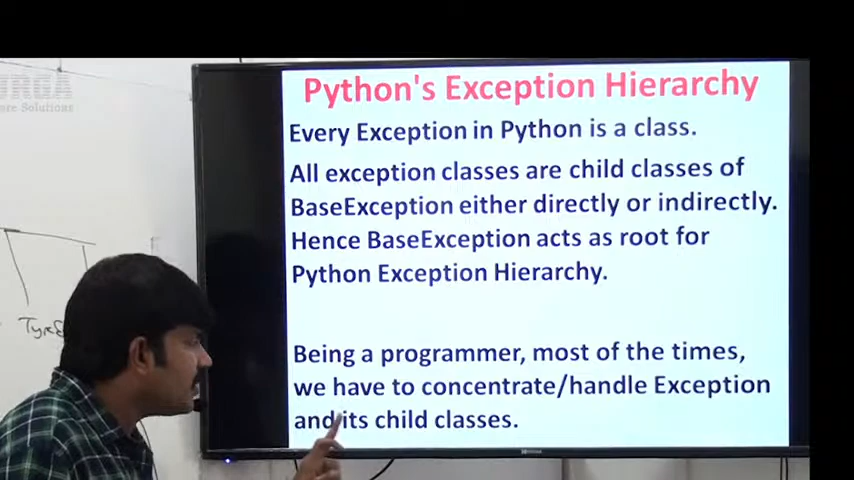 Python's Exception Hierarchy
Every Exception in Python is a class.
All exception classes are child classes of
BaseException either directly or indirectly.
Hence BaseException acts as root for
Python Exception Hierarchy.
Being a programmer, most of the times,
we have to concentrate/handle Exception
and its child classes.